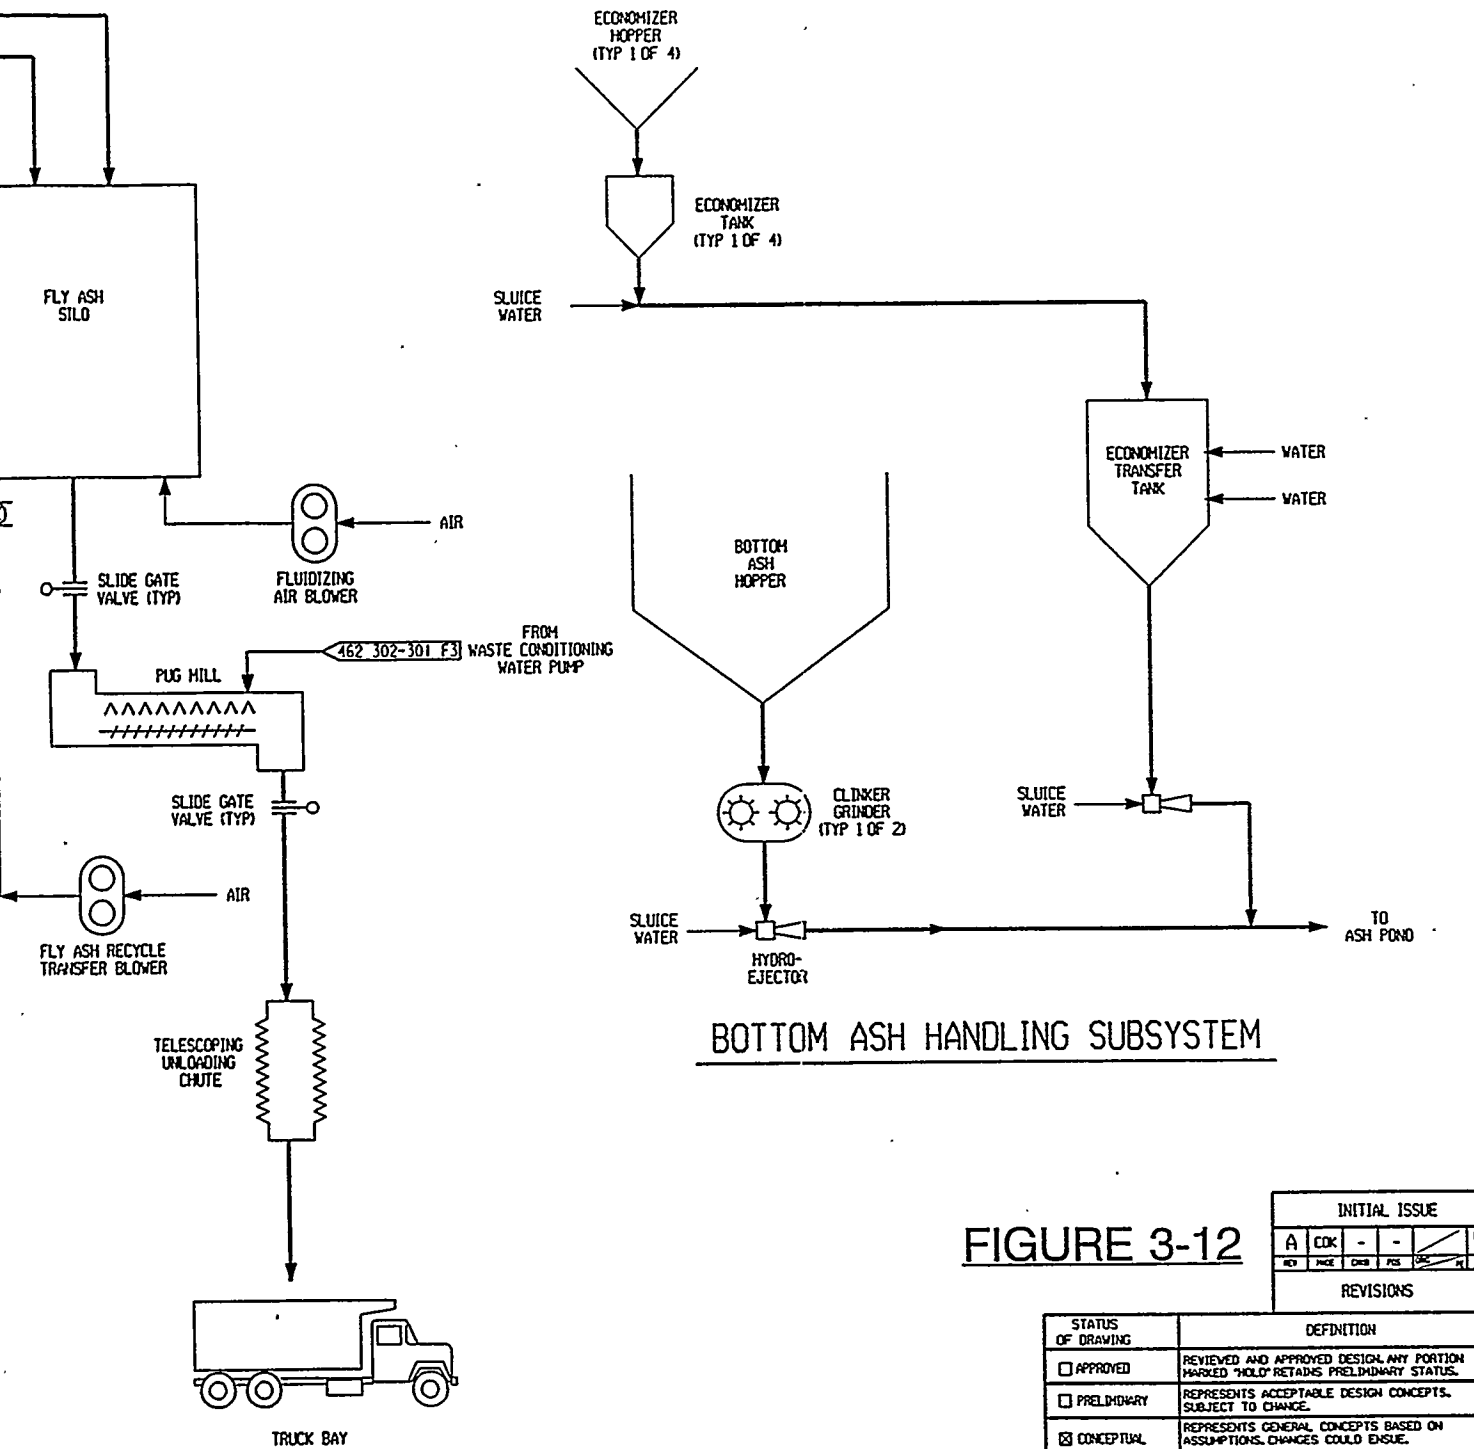 ECONOMIZER
HOPPER
(TYP 1 OF 4)
ECONOMIZER
TANK
(TYP 1 OF 4)
FLY ASH
SILO
SLUICE
WATER
ECONOMIZER
TRANSFER
TANK
WATER
WATER
AIR
FLUIDIZING
AIR BLOWER
BOTTOM
ASH
HOPPER
SLIDE GATE
VALVE (TYP)
462 302-301 F3
FROM
WASTE CONDITIONING
WATER PUMP
PUG MILL
SLIDE GATE
VALVE (TYP)
CLINKER
GRINDER
(TYP 1 OF 2)
SLUICE
WATER
AIR
FLY ASH RECYCLE
TRANSFER BLOWER
SLUICE
WATER
HYDRO-
EJECTOR
TO
ASH POND
BOTTOM ASH HANDLING SUBSYSTEM
TELESCOPING
UNLOADING
CHUTE
TRUCK BAY
FIGURE 3-12
INITIAL ISSUE
A CDK - -
REV
REVISIONS
STATUS
OF DRAWING
DEFINITION
APPROVED
REVIEWED AND APPROVED DESIGN. ANY PORTION
MARKED "HOLD" RETAINS PRELIMINARY STATUS.
PRELIMINARY
REPRESENTS ACCEPTABLE DESIGN CONCEPTS.
SUBJECT TO CHANGE.
CONCEPTUAL
REPRESENTS GENERAL CONCEPTS BASED ON
ASSUMPTIONS. CHANGES COULD ENSUE.